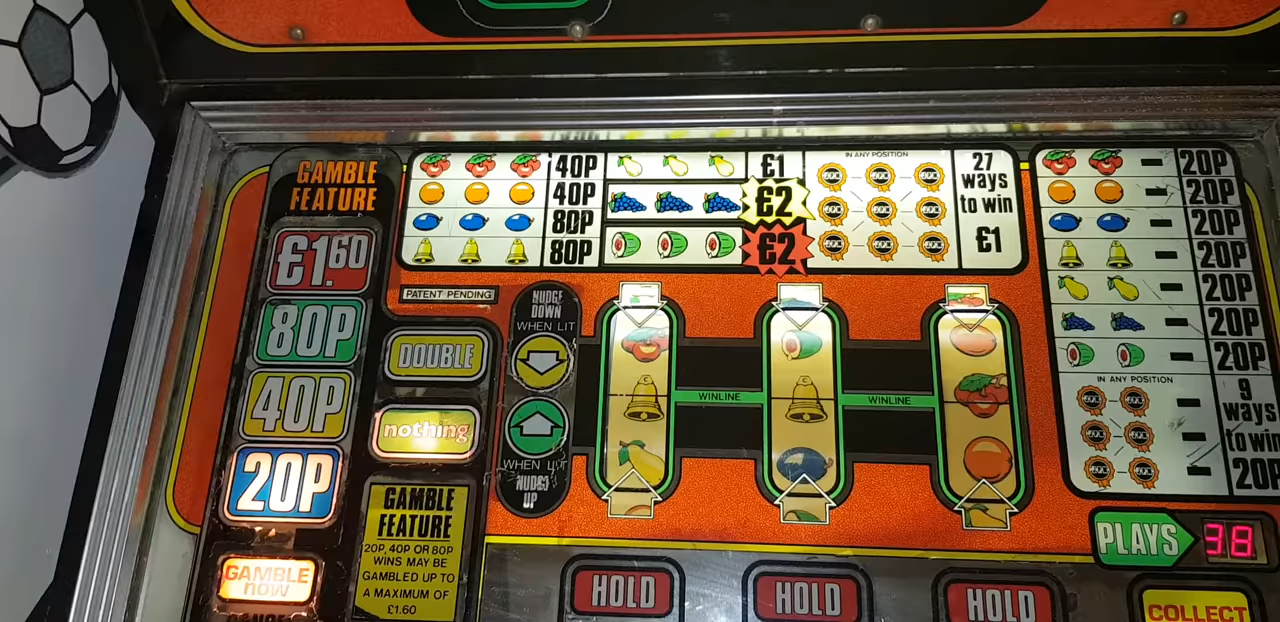 GAMBLE
FEATURE
£1.60
80P
40P
20P
GAMBLE
NOW
PATENT PENDING
DOUBLE
nothing
GAMBLE
FEATURE
20P, 40P OR 80P
WINS MAY BE
GAMBLED UP TO
A MAXIMUM OF
£1.60
40P
40P
80P
80P
£1
£2
£2
IN ANY POSITION
27
ways
to win
£1
NUDGE
DOWN
WHEN LIT
WHEN LIT
NUDGE
UP
WINLINE
WINLINE
20P
20P
20P
20P
20P
20P
20P
IN ANY POSITION
9
ways
to win
20P
PLAYS
38
HOLD
HOLD
HOLD
COLLECT